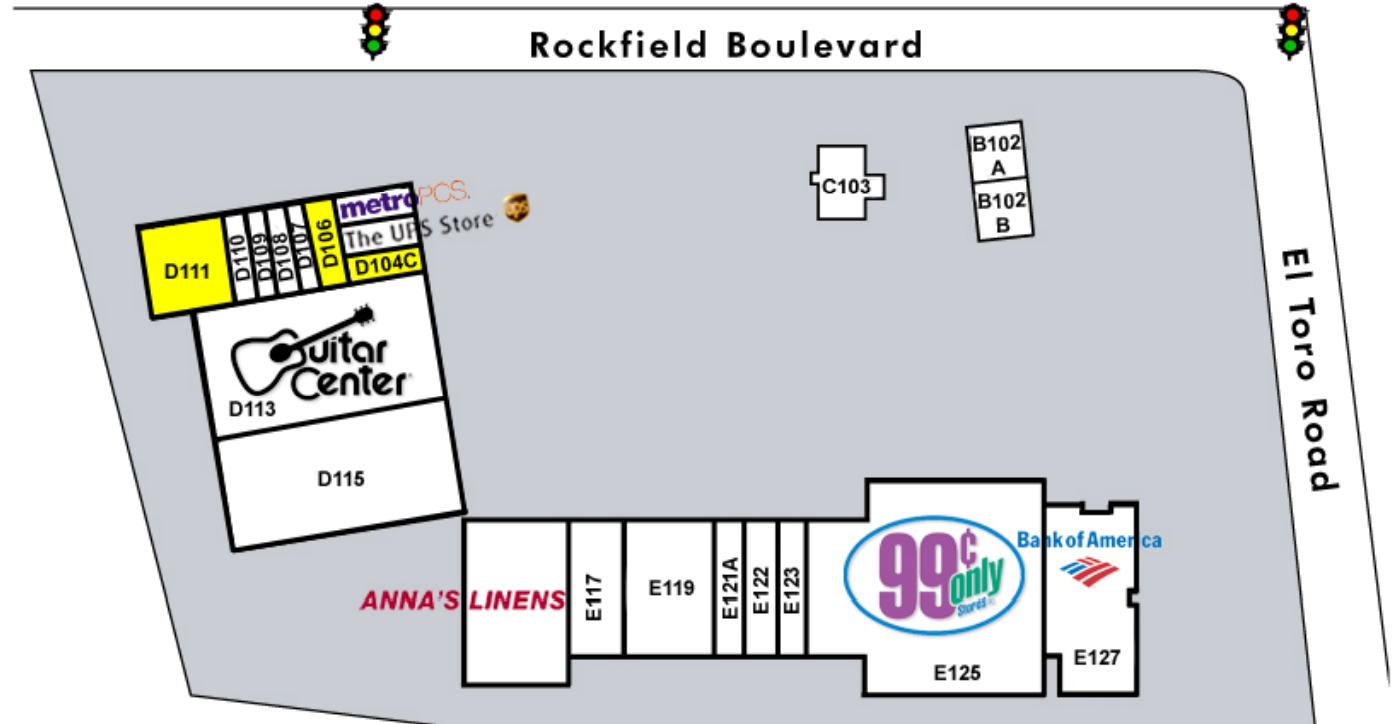 Rockfield Boulevard
El Toro Road
B102
A
B102
B
C103
metroPCS.
The UPS Store
D104C
D106
D107
D108
D109
D110
D111
Guitar
Center
D113
D115
ANNA'S LINENS
E117
E119
E121A
E122
E123
99¢
only
Stores
E125
Bank of America
E127